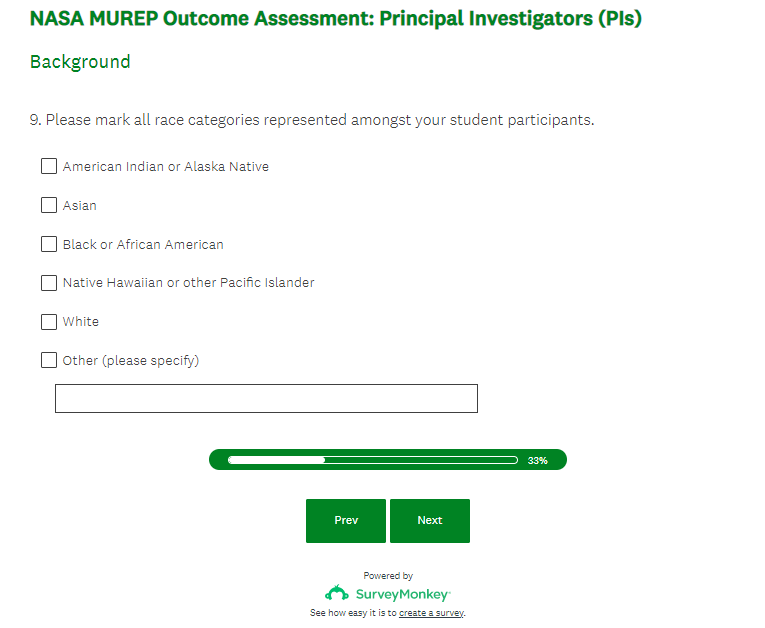 NASA MUREP Outcome Assessment: Principal Investigators (PIs)
Background
9. Please mark all race categories represented amongst your student participants.
American Indian or Alaska Native
Asian
Black or African American
Native Hawaiian or other Pacific Islander
White
Other (please specify)
33%
Prev Next
Powered by
SurveyMonkey
See how easy it is to create a survey.